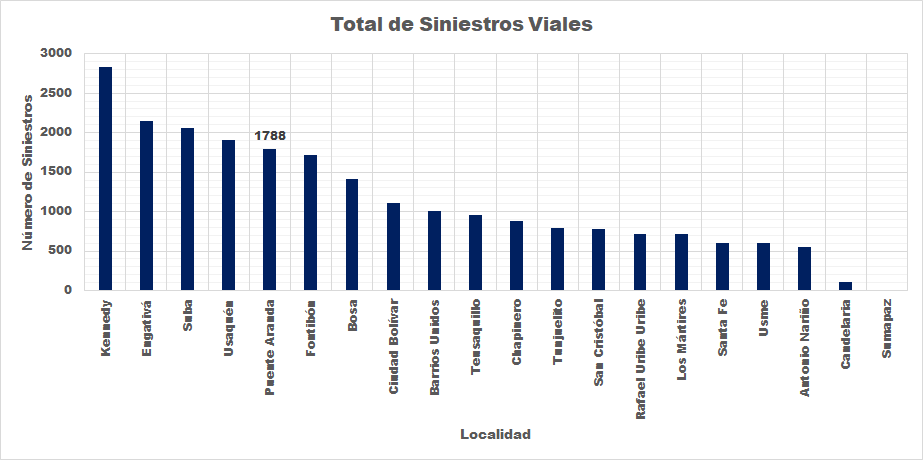 Total de Siniestros Viales
Número de Siniestros
3000
2500
2000
1500
1000
500
0
1788
Kennedy
Engativá
Suba
Usaquén
Puente Aranda
Fontibón
Bosa
Ciudad Bolívar
Barrios Unidos
Teusaquillo
Chapinero
Tunjuelito
San Cristóbal
Rafael Uribe Uribe
Los Mártires
Santa Fe
Usme
Antonio Nariño
Candelaria
Sumapaz
Localidad